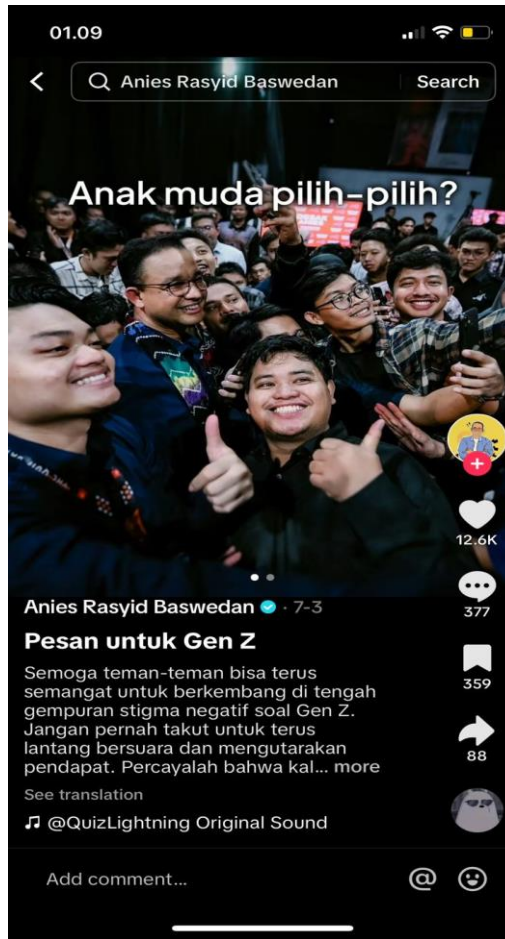 01.09
Anies Rasyid Baswedan
Search
Anak muda pilih-pilih?
12.6K
377
359
88
Anies Rasyid Baswedan · 7-3
Pesan untuk Gen Z
Semoga teman-teman bisa terus
semangat untuk berkembang di tengah
gempuran stigma negatif soal Gen Z.
Jangan pernah takut untuk terus
lantang bersuara dan mengutarakan
pendapat. Percayalah bahwa kal... more
See translation
@QuizLightning Original Sound
Add comment...